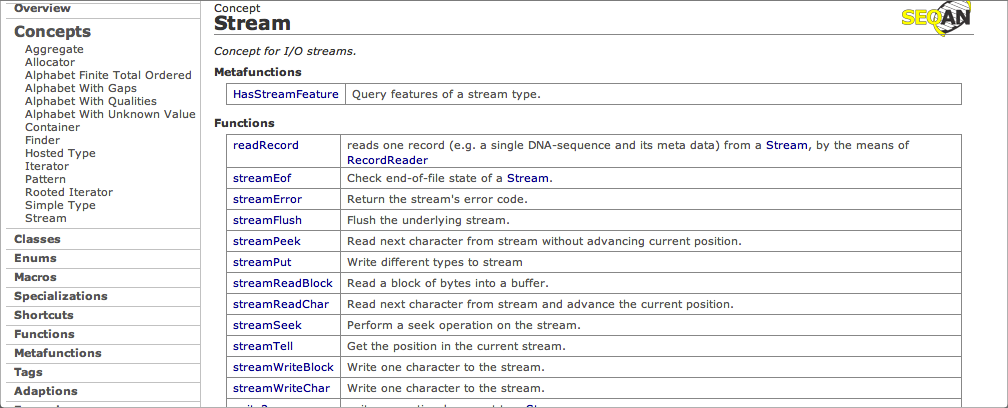 Overview
Concepts
Aggregate
Allocator
Alphabet Finite Total Ordered
Alphabet With Gaps
Alphabet With Qualities
Alphabet With Unknown Value
Container
Finder
Hosted Type
Iterator
Pattern
Rooted Iterator
Simple Type
Stream
Classes
Enums
Macros
Specializations
Shortcuts
Functions
Metafunctions
Tags
Adaptions
Concept
Stream
SEQAN
Concept for I/O streams.
Metafunctions
HasStreamFeature Query features of a stream type.
Functions
readRecord reads one record (e.g. a single DNA-sequence and its meta data) from a Stream, by the means of
RecordReader
streamEof Check end-of-file state of a Stream.
streamError Return the stream's error code.
streamFlush Flush the underlying stream.
streamPeek Read next character from stream without advancing current position.
streamPut Write different types to stream
streamReadBlock Read a block of bytes into a buffer.
streamReadChar Read next character from stream and advance the current position.
streamSeek Perform a seek operation on the stream.
streamTell Get the position in the current stream.
streamWriteBlock Write one character to the stream.
streamWriteChar Write one character to the stream.